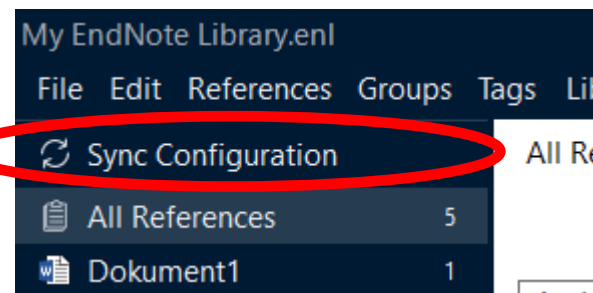 My EndNote Library.enl
File Edit References Groups Tags
Sync Configuration
All References 5
Dokument1 1